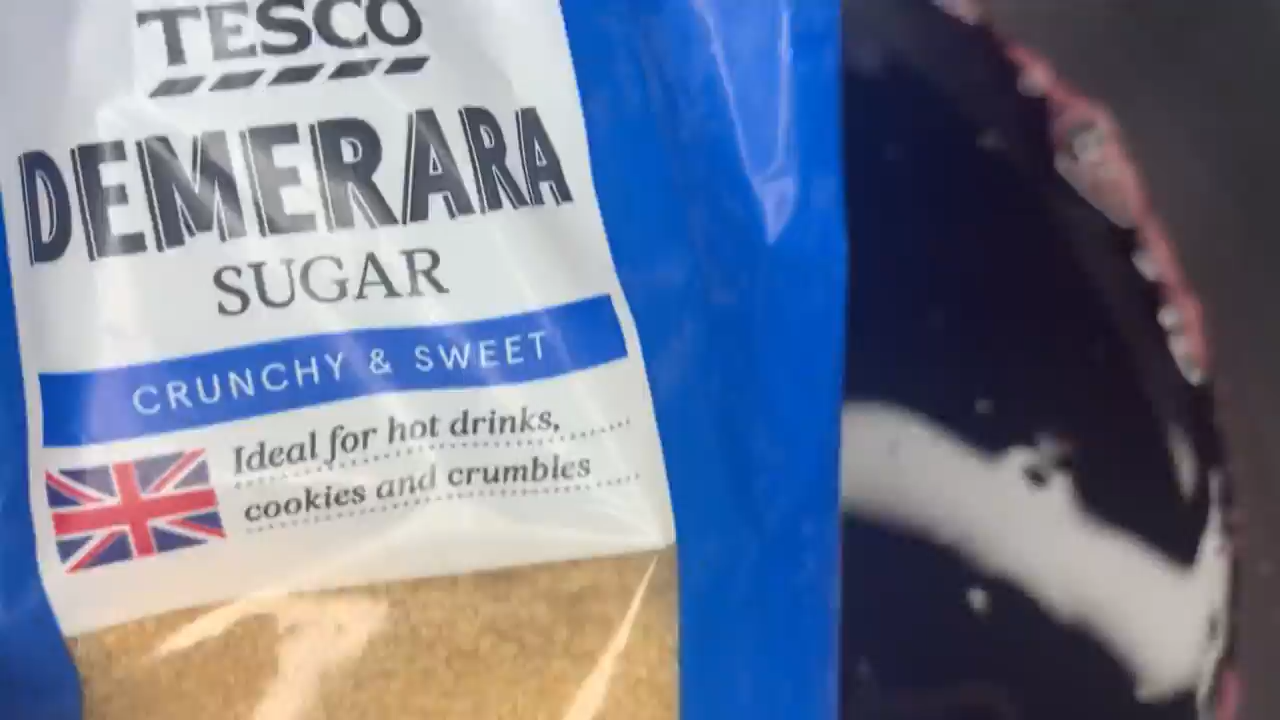 TESCO
DEMERARA
SUGAR
CRUNCHY & SWEET
Ideal for hot drinks,
cookies and crumbles